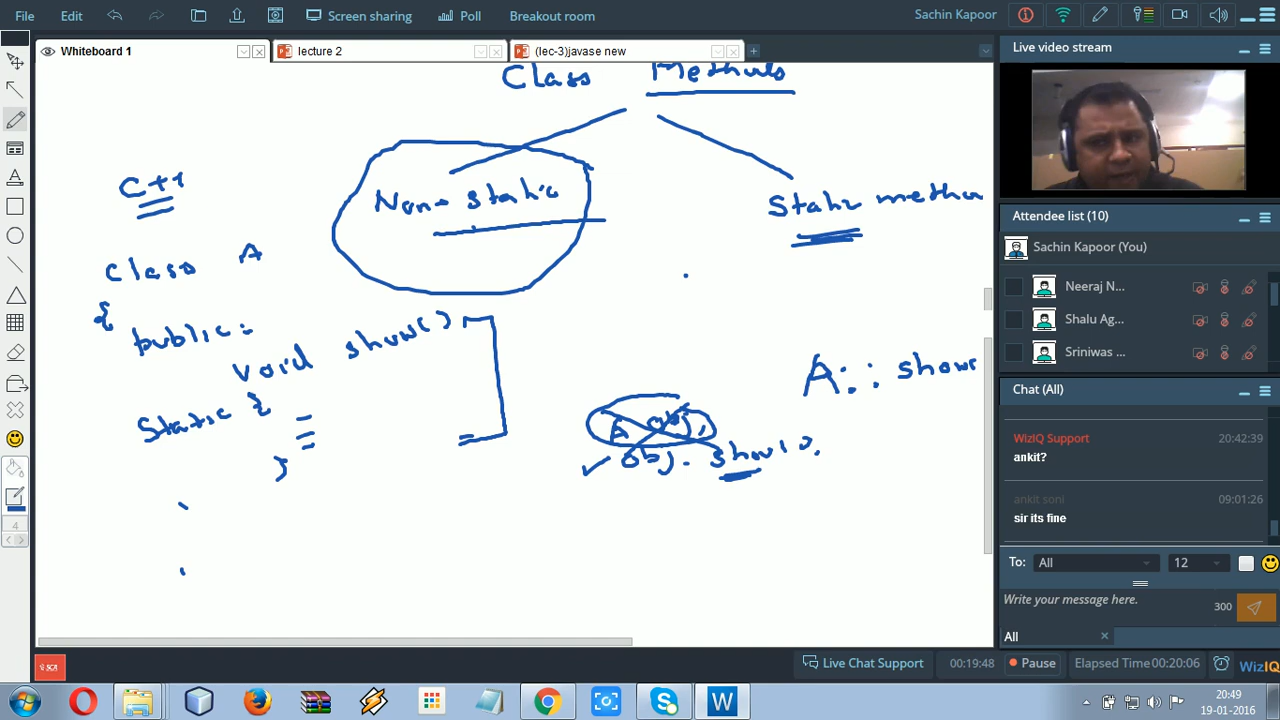 File Edit Screen sharing Poll Breakout room Sachin Kapoor
Whiteboard 1 lecture 2 (lec-3)javase new
Live video stream
Class Methods
Non-static
Static metho
C++
Class A
{
public:
void show()
Static {
}
A obj;
obj. show();
A:: show
Attendee list (10)
Sachin Kapoor (You)
Neeraj N...
Shalu Ag...
Sriniwas ...
Chat (All)
WizIQ Support 20:42:39
ankit?
ankit soni 09:01:26
sir its fine
To: All 12
Write your message here. 300
All
4
Live Chat Support 00:19:48 Pause Elapsed Time 00:20:06 WizIQ
20:49
19-01-2016